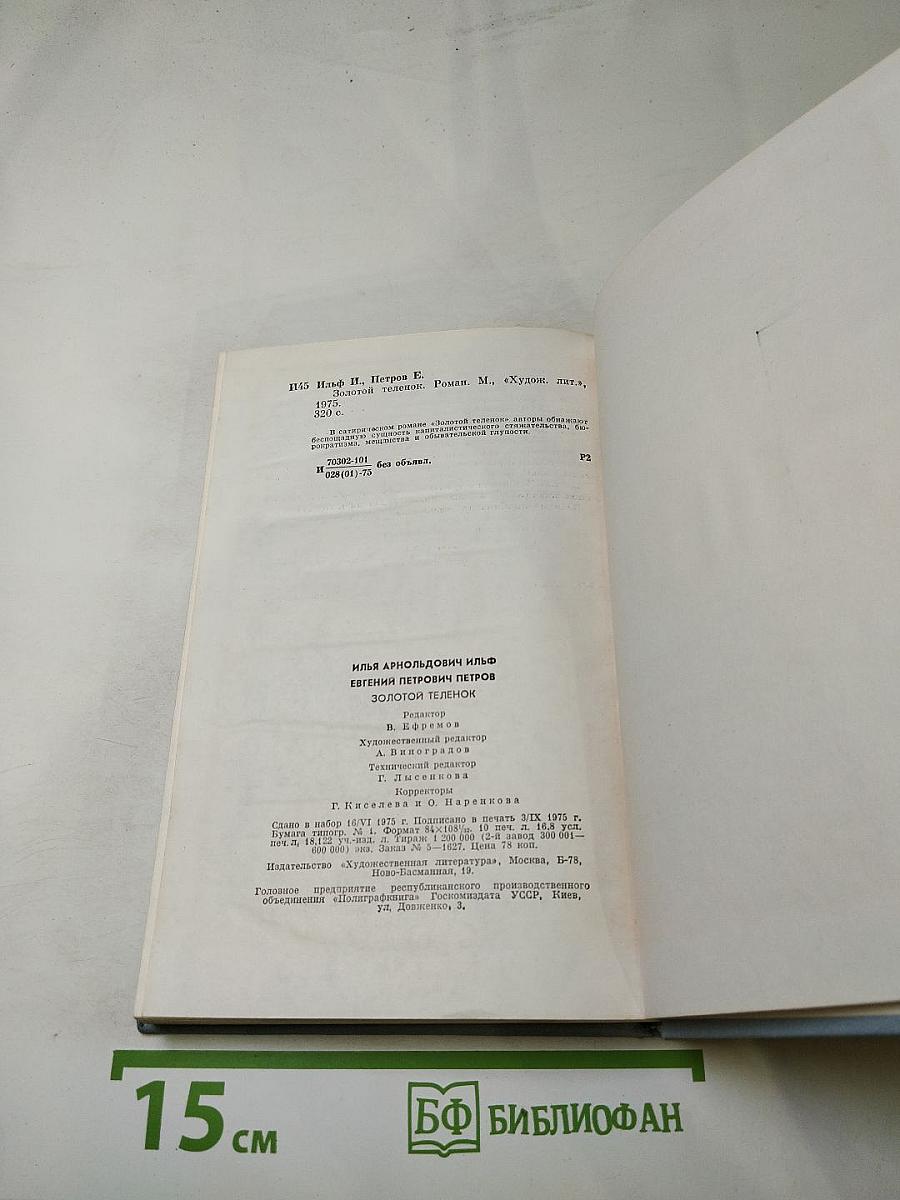 И45 Ильф И., Петров Е.
Золотой теленок. Роман. М., «Худож. лит.»,
1975.
320 с.
В сатирическом романе «Золотой теленок» авторы обнажают
беспощадную сущность капиталистического стяжательства, бю-
рократизма, мещанства и обывательской глупости.
И 70302-101 без объявл. Р2
028(01)-75
ИЛЬЯ АРНОЛЬДОВИЧ ИЛЬФ
ЕВГЕНИЙ ПЕТРОВИЧ ПЕТРОВ
ЗОЛОТОЙ ТЕЛЕНОК
Редактор
В. Ефремов
Художественный редактор
А. Виноградов
Технический редактор
Г. Лысенкова
Корректоры
Г. Киселева и О. Наренкова
Сдано в набор 16/VI 1975 г. Подписано в печать 3/IX 1975 г.
Бумага типогр. № 1. Формат 84×108¹/₃₂. 10 печ. л. 16,8 усл.
печ. л, 18,122 уч.-изд. л. Тираж 1 200 000 (2-й завод 300 001—
600 000) экз. Заказ № 5—1627. Цена 78 коп.
Издательство «Художественная литература», Москва, Б-78,
Ново-Басманная, 19.
Головное предприятие республиканского производственного
объединения «Полиграфкнига» Госкомиздата УССР, Киев,
ул, Довженко, 3.
15 см
БФ БИБЛИОФАН